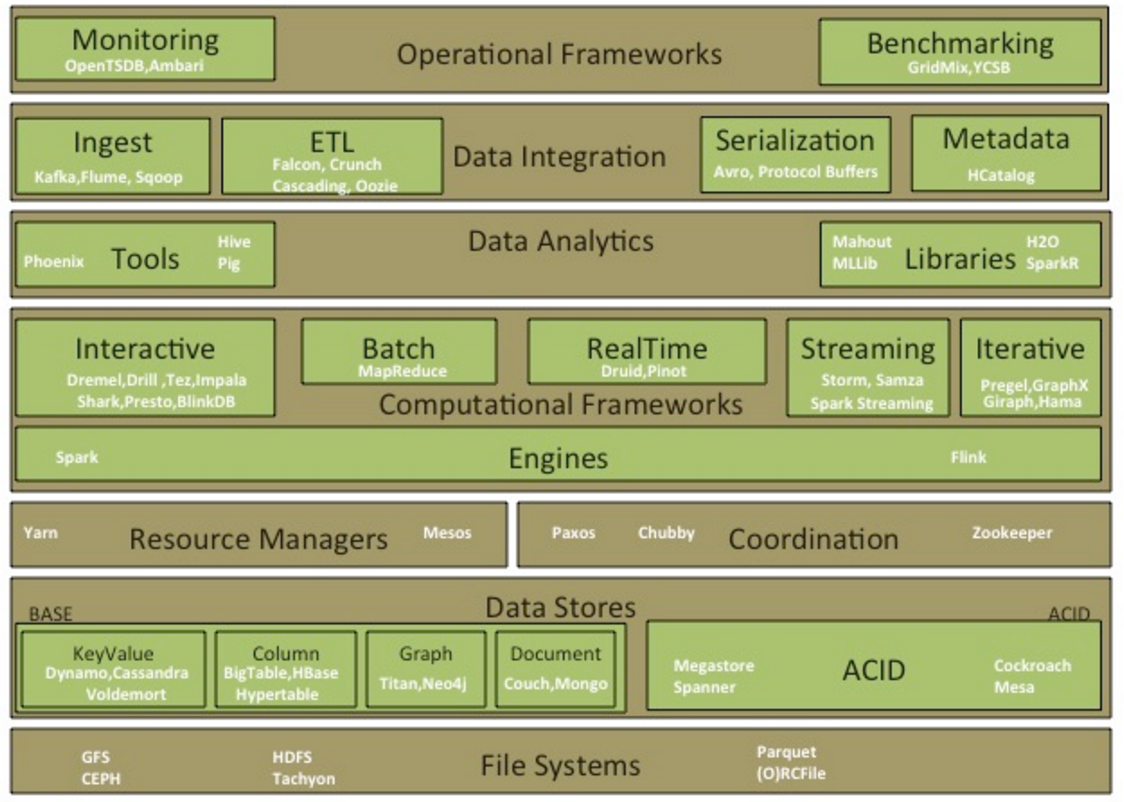 Monitoring
OpenTSDB,Ambari
Operational Frameworks
Benchmarking
GridMix,YCSB
Ingest
Kafka,Flume, Sqoop
ETL
Falcon, Crunch
Cascading, Oozie
Data Integration
Serialization
Avro, Protocol Buffers
Metadata
HCatalog
Phoenix
Tools
Hive
Pig
Data Analytics
Mahout
MLLib
Libraries
H2O
SparkR
Interactive
Dremel,Drill ,Tez,Impala
Shark,Presto,BlinkDB
Batch
MapReduce
RealTime
Druid,Pinot
Streaming
Storm, Samza
Spark Streaming
Iterative
Pregel,GraphX
Giraph,Hama
Computational Frameworks
Spark
Engines
Flink
Yarn
Resource Managers
Mesos
Paxos
Chubby
Coordination
Zookeeper
Data Stores
BASE
ACID
KeyValue
Dynamo,Cassandra
Voldemort
Column
BigTable,HBase
Hypertable
Graph
Titan,Neo4j
Document
Couch,Mongo
Megastore
Spanner
ACID
Cockroach
Mesa
GFS
CEPH
HDFS
Tachyon
File Systems
Parquet
(O)RCFile